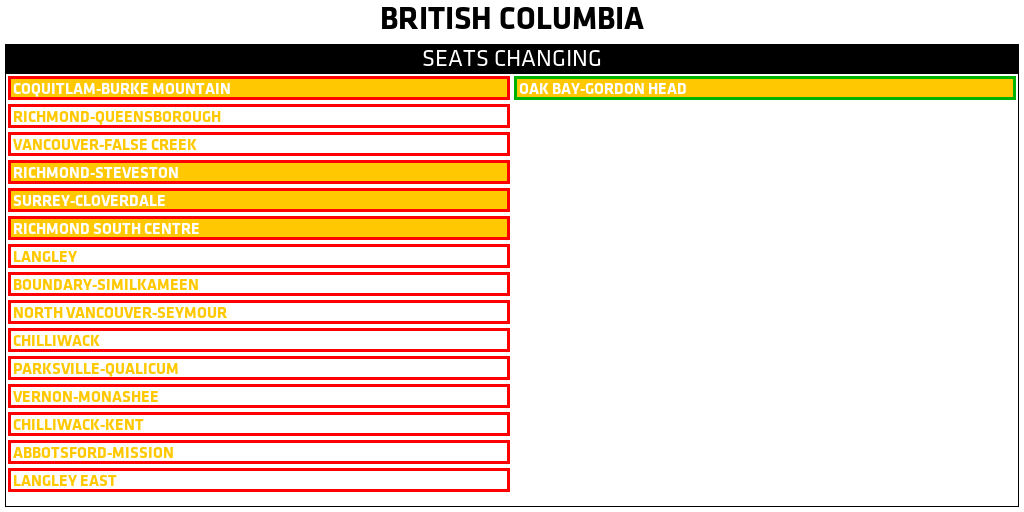 BRITISH COLUMBIA
SEATS CHANGING
COQUITLAM-BURKE MOUNTAIN
RICHMOND-QUEENSBOROUGH
VANCOUVER-FALSE CREEK
RICHMOND-STEVESTON
SURREY-CLOVERDALE
RICHMOND SOUTH CENTRE
LANGLEY
BOUNDARY-SIMILKAMEEN
NORTH VANCOUVER-SEYMOUR
CHILLIWACK
PARKSVILLE-QUALICUM
VERNON-MONASHEE
CHILLIWACK-KENT
ABBOTSFORD-MISSION
LANGLEY EAST
OAK BAY-GORDON HEAD